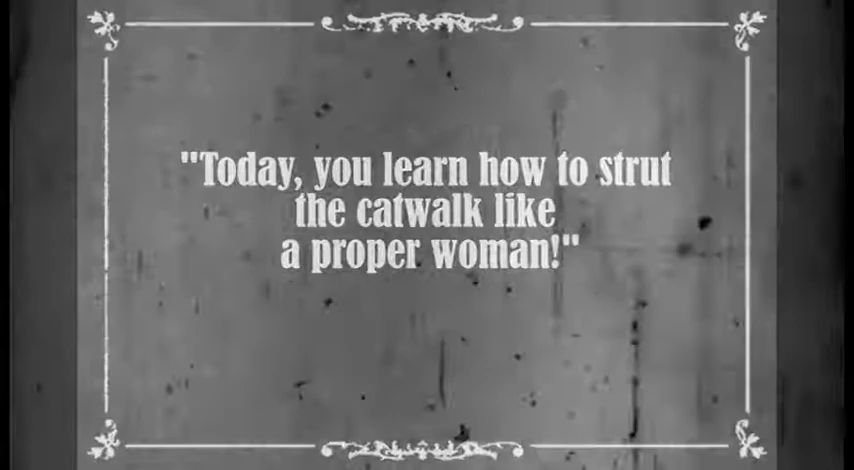 "Today, you learn how to strut
the catwalk like
a proper woman!"